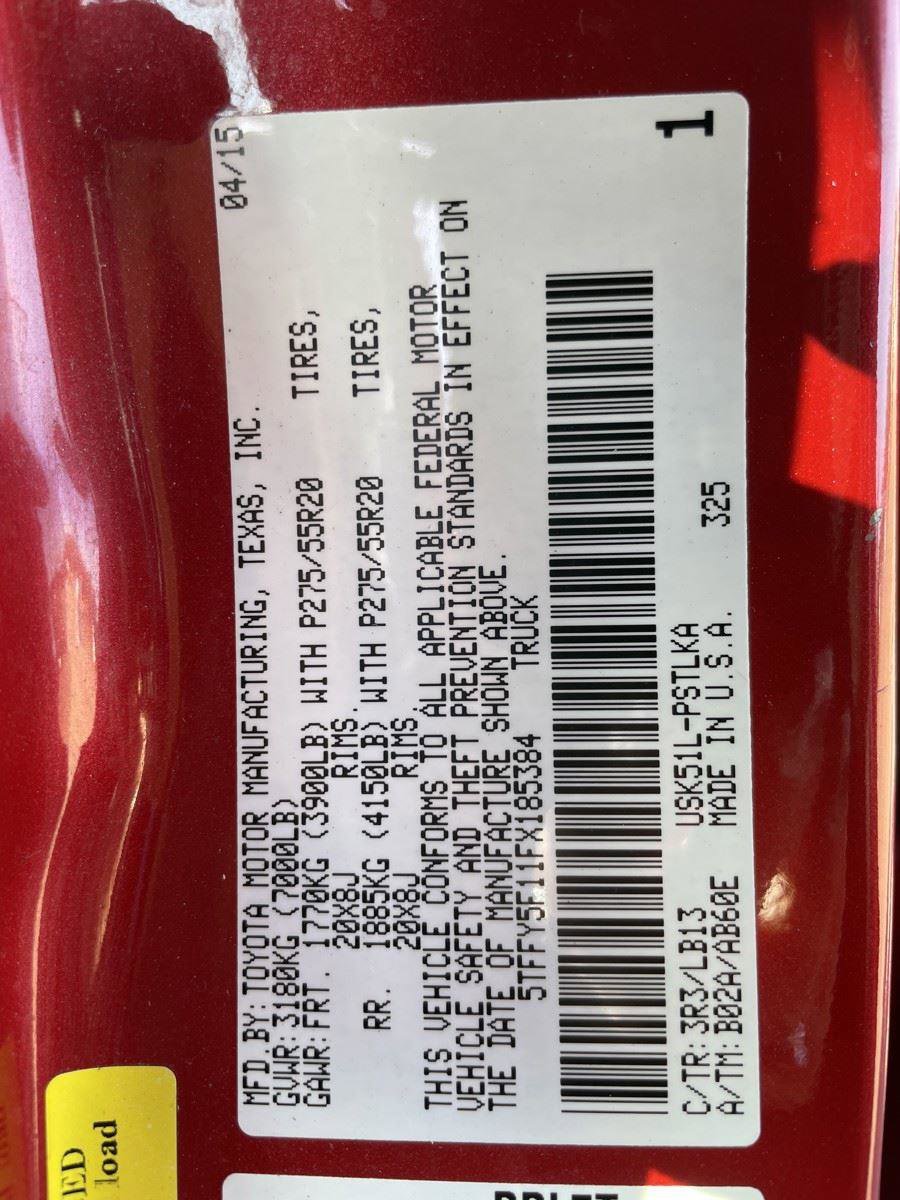 MFD BY: TOYOTA MOTOR MANUFACTURING, TEXAS, INC. 04/15
GVWR: 3180KG (7000LB)
GAWR: FRT. 1770KG (3900LB) WITH P275/55R20 TIRES,
20X8J RIMS.
RR. 1885KG (4150LB) WITH P275/55R20 TIRES,
20X8J RIMS.
THIS VEHICLE CONFORMS TO ALL APPLICABLE FEDERAL MOTOR
VEHICLE SAFETY AND THEFT PREVENTION STANDARDS IN EFFECT ON
THE DATE OF MANUFACTURE SHOWN ABOVE.
5TFFY5F11FX185384 TRUCK
C/TR: 3R3/LB13 USK51L-PSTLKA
A/TM: B02A/AB60E MADE IN U.S.A. 325
1
ED
load